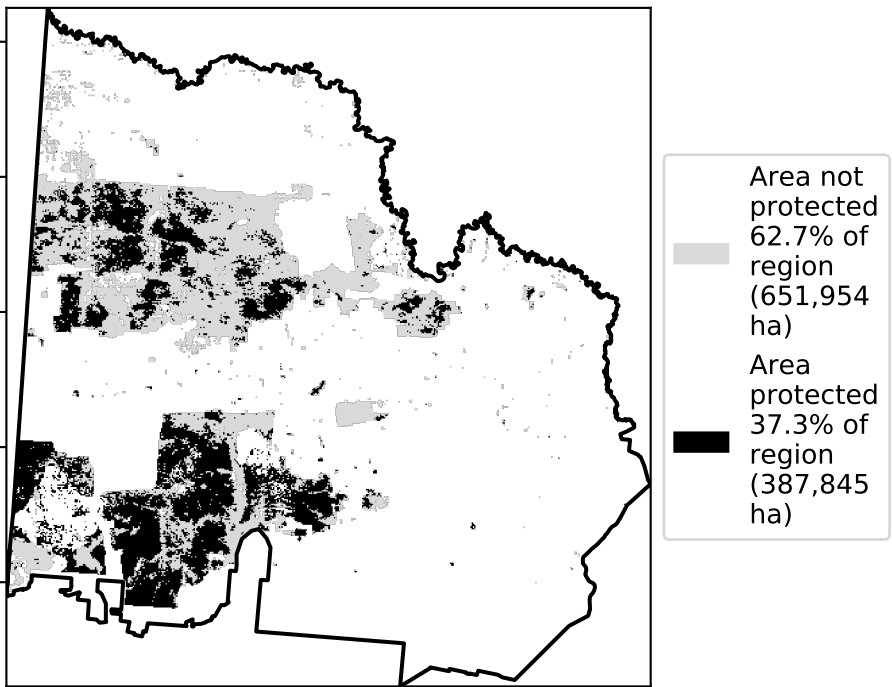 Area not
protected
62.7% of
region
(651,954
ha)
Area
protected
37.3% of
region
(387,845
ha)